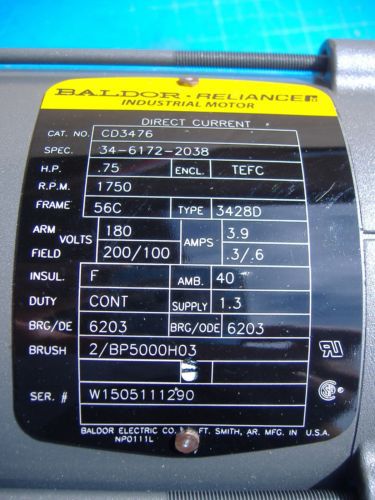 BALDOR · RELIANCE
INDUSTRIAL MOTOR
DIRECT CURRENT
CAT. NO. CD3476
SPEC. 34-6172-2038
H.P. .75 ENCL. TEFC
R.P.M. 1750
FRAME 56C TYPE 3428D
ARM VOLTS 180 AMPS 3.9
FIELD 200/100 .3/.6
INSUL. F AMB. 40
DUTY CONT SUPPLY 1.3
BRG/DE 6203 BRG/ODE 6203
BRUSH 2/BP5000H03
SER. # W1505111290
BALDOR ELECTRIC CO. FT. SMITH, AR. MFG. IN U.S.A.
NP0111L